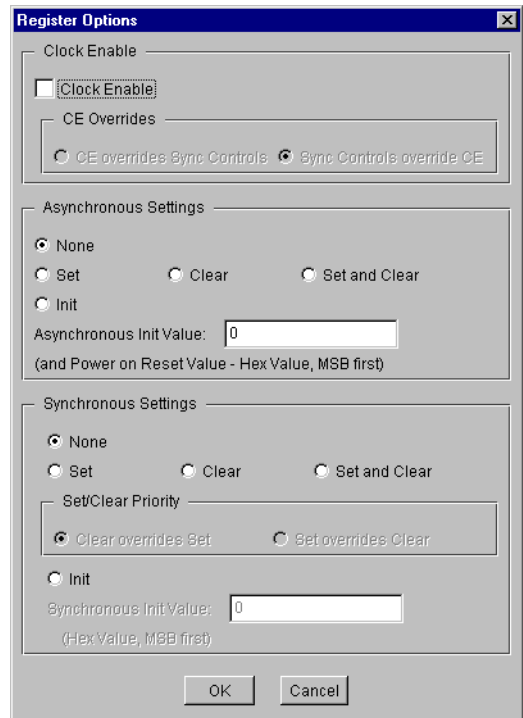 Register Options
Clock Enable
Clock Enable
CE Overrides
CE overrides Sync Controls Sync Controls override CE
Asynchronous Settings
None
Set Clear Set and Clear
Init
Asynchronous Init Value: 0
(and Power on Reset Value - Hex Value, MSB first)
Synchronous Settings
None
Set Clear Set and Clear
Set/Clear Priority
Clear overrides Set Set overrides Clear
Init
Synchronous Init Value: 0
(Hex Value, MSB first)
OK Cancel